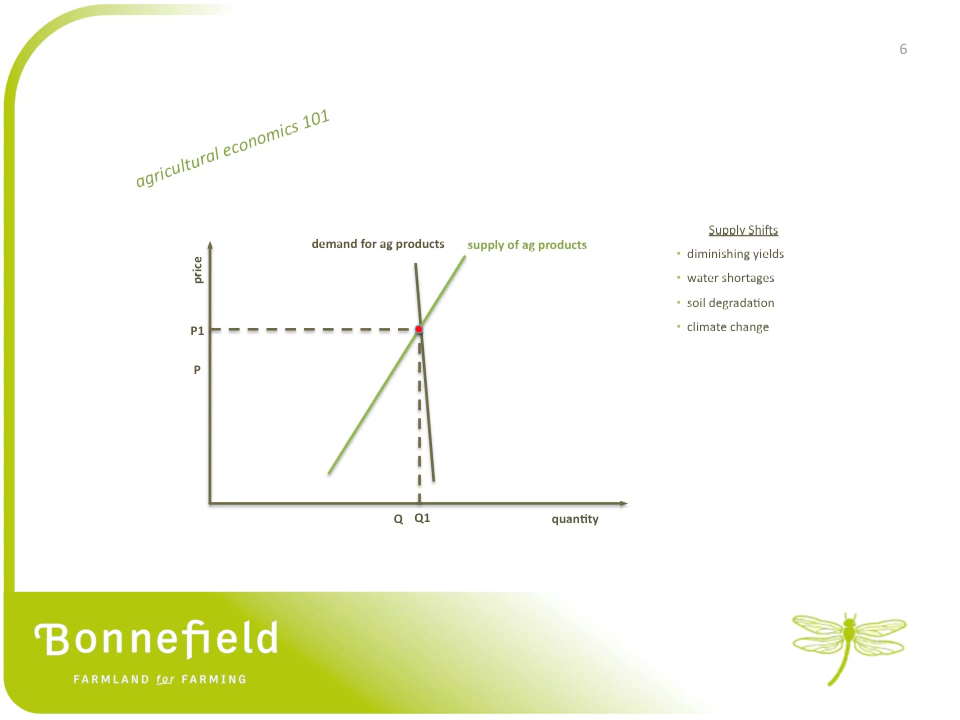 6
agricultural economics 101
demand for ag products
supply of ag products
price
P1
P
Q
Q1
quantity
Supply Shifts
• diminishing yields
• water shortages
• soil degradation
• climate change
Bonnefield
FARMLAND for FARMING